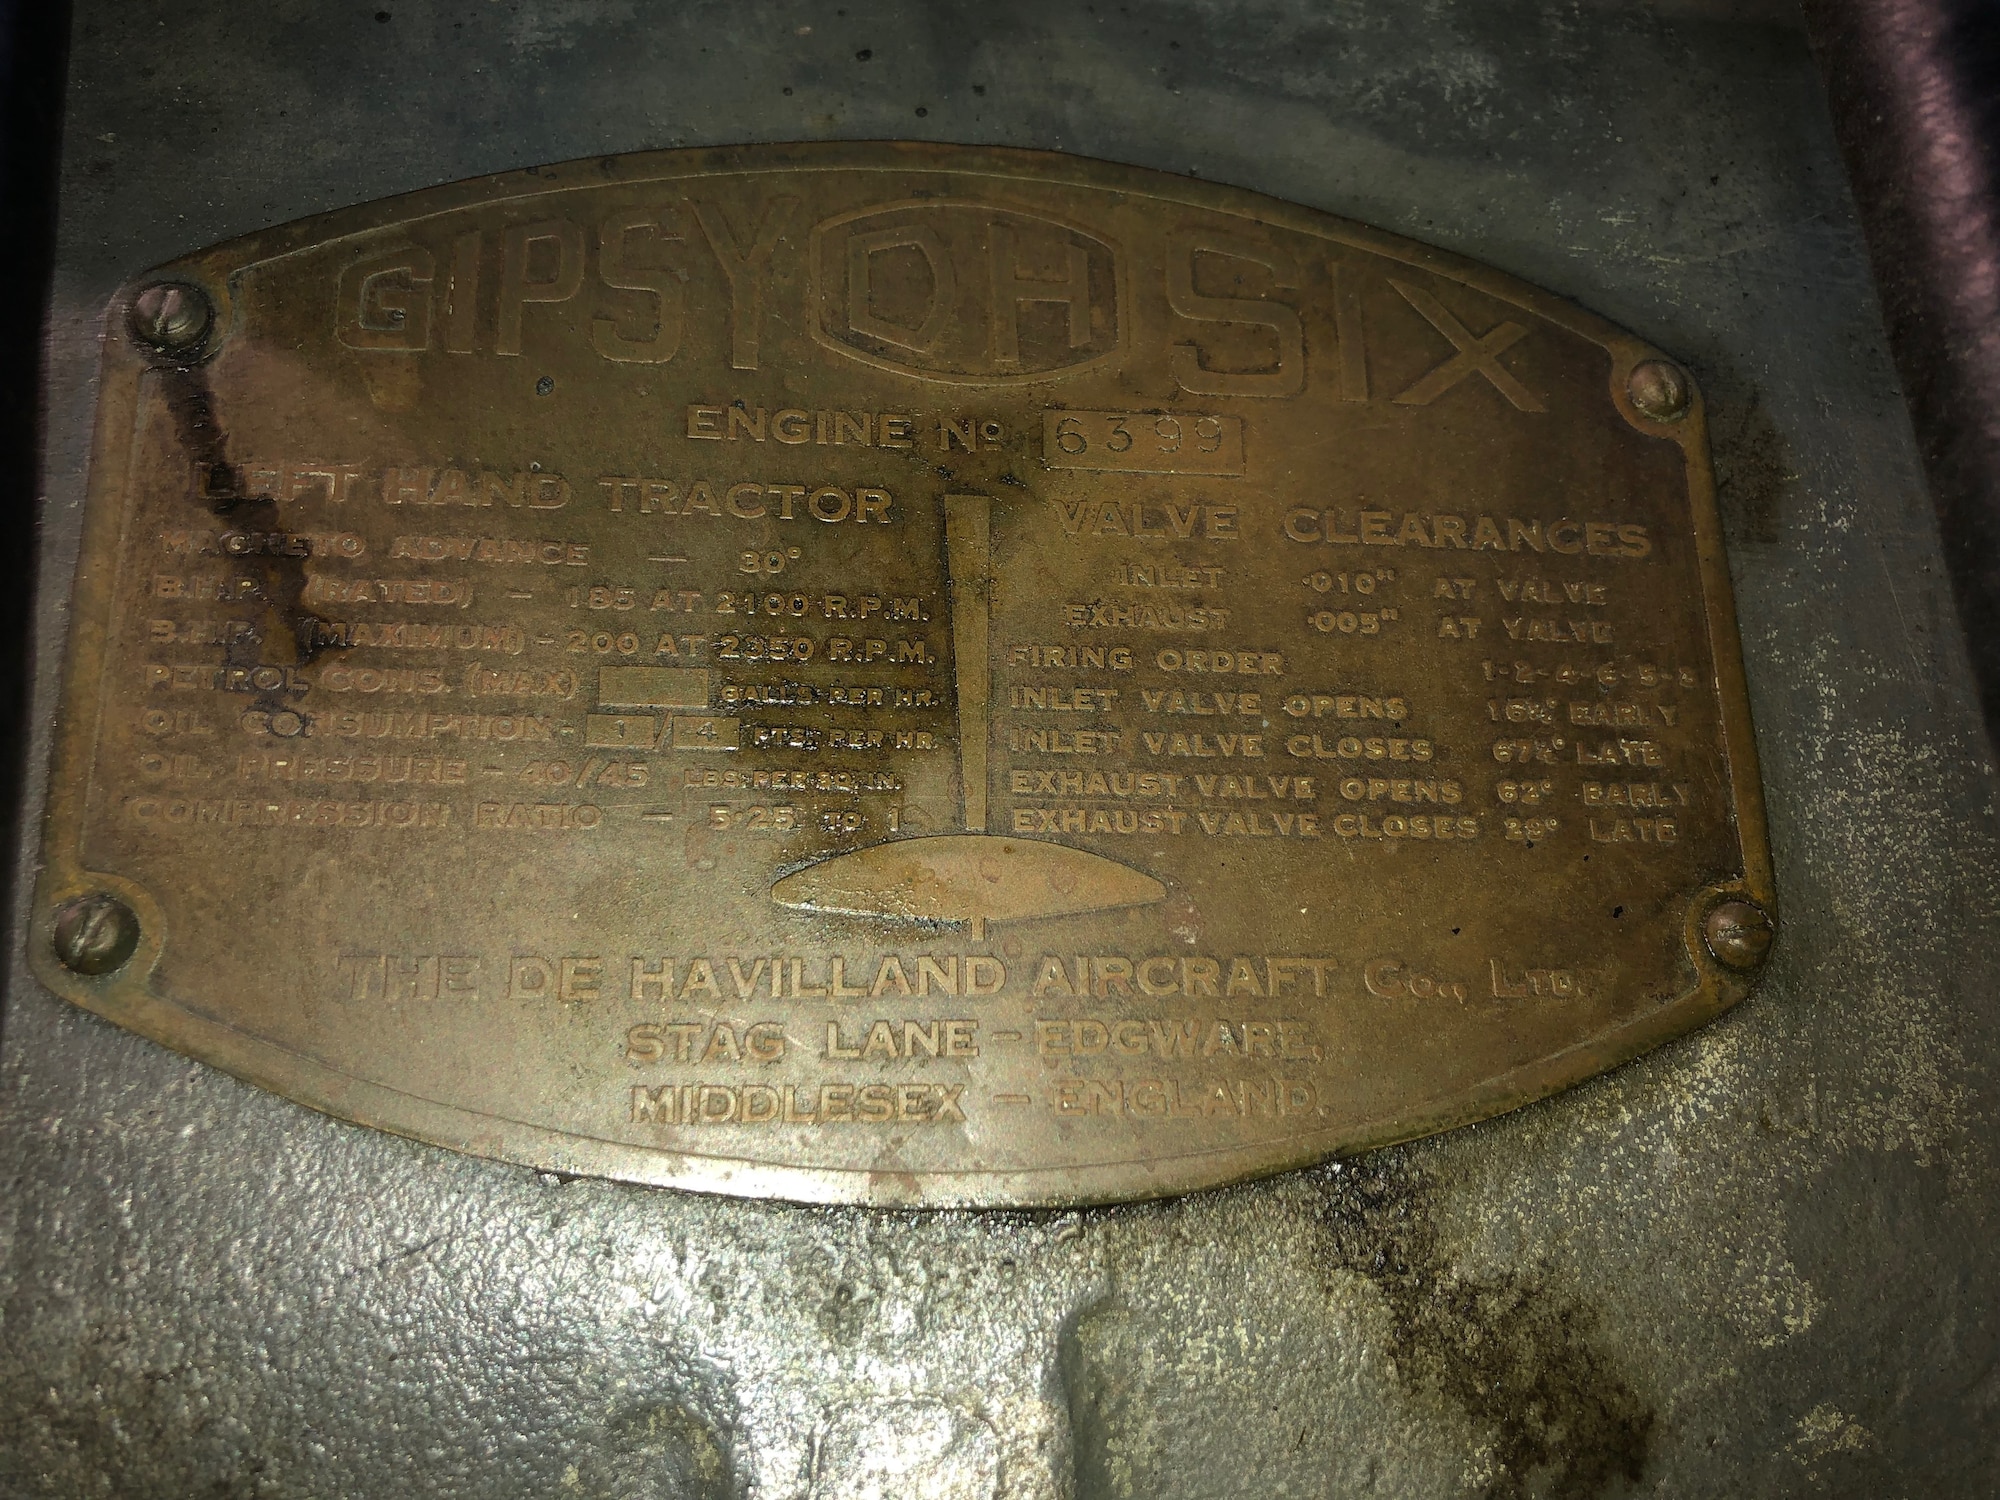 GIPSY DH SIX
ENGINE No 6399
LEFT HAND TRACTOR
MAGNETO ADVANCE — 30°
B.H.P. (RATED) — 185 AT 2100 R.P.M.
B.H.P. (MAXIMUM) - 200 AT 2350 R.P.M.
PETROL CONS. (MAX) GALLS. PER HR.
OIL CONSUMPTION - 1/4 PTS. PER HR.
OIL PRESSURE — 40/45 LBS. PER SQ. IN.
COMPRESSION RATIO — 5·25 TO 1
VALVE CLEARANCES
INLET ·010" AT VALVE
EXHAUST ·005" AT VALVE
FIRING ORDER
INLET VALVE OPENS EARLY
INLET VALVE CLOSES LATE
EXHAUST VALVE OPENS EARLY
EXHAUST VALVE CLOSES LATE
THE DE HAVILLAND AIRCRAFT Co., LTD.
STAG LANE - EDGWARE,
MIDDLESEX - ENGLAND.